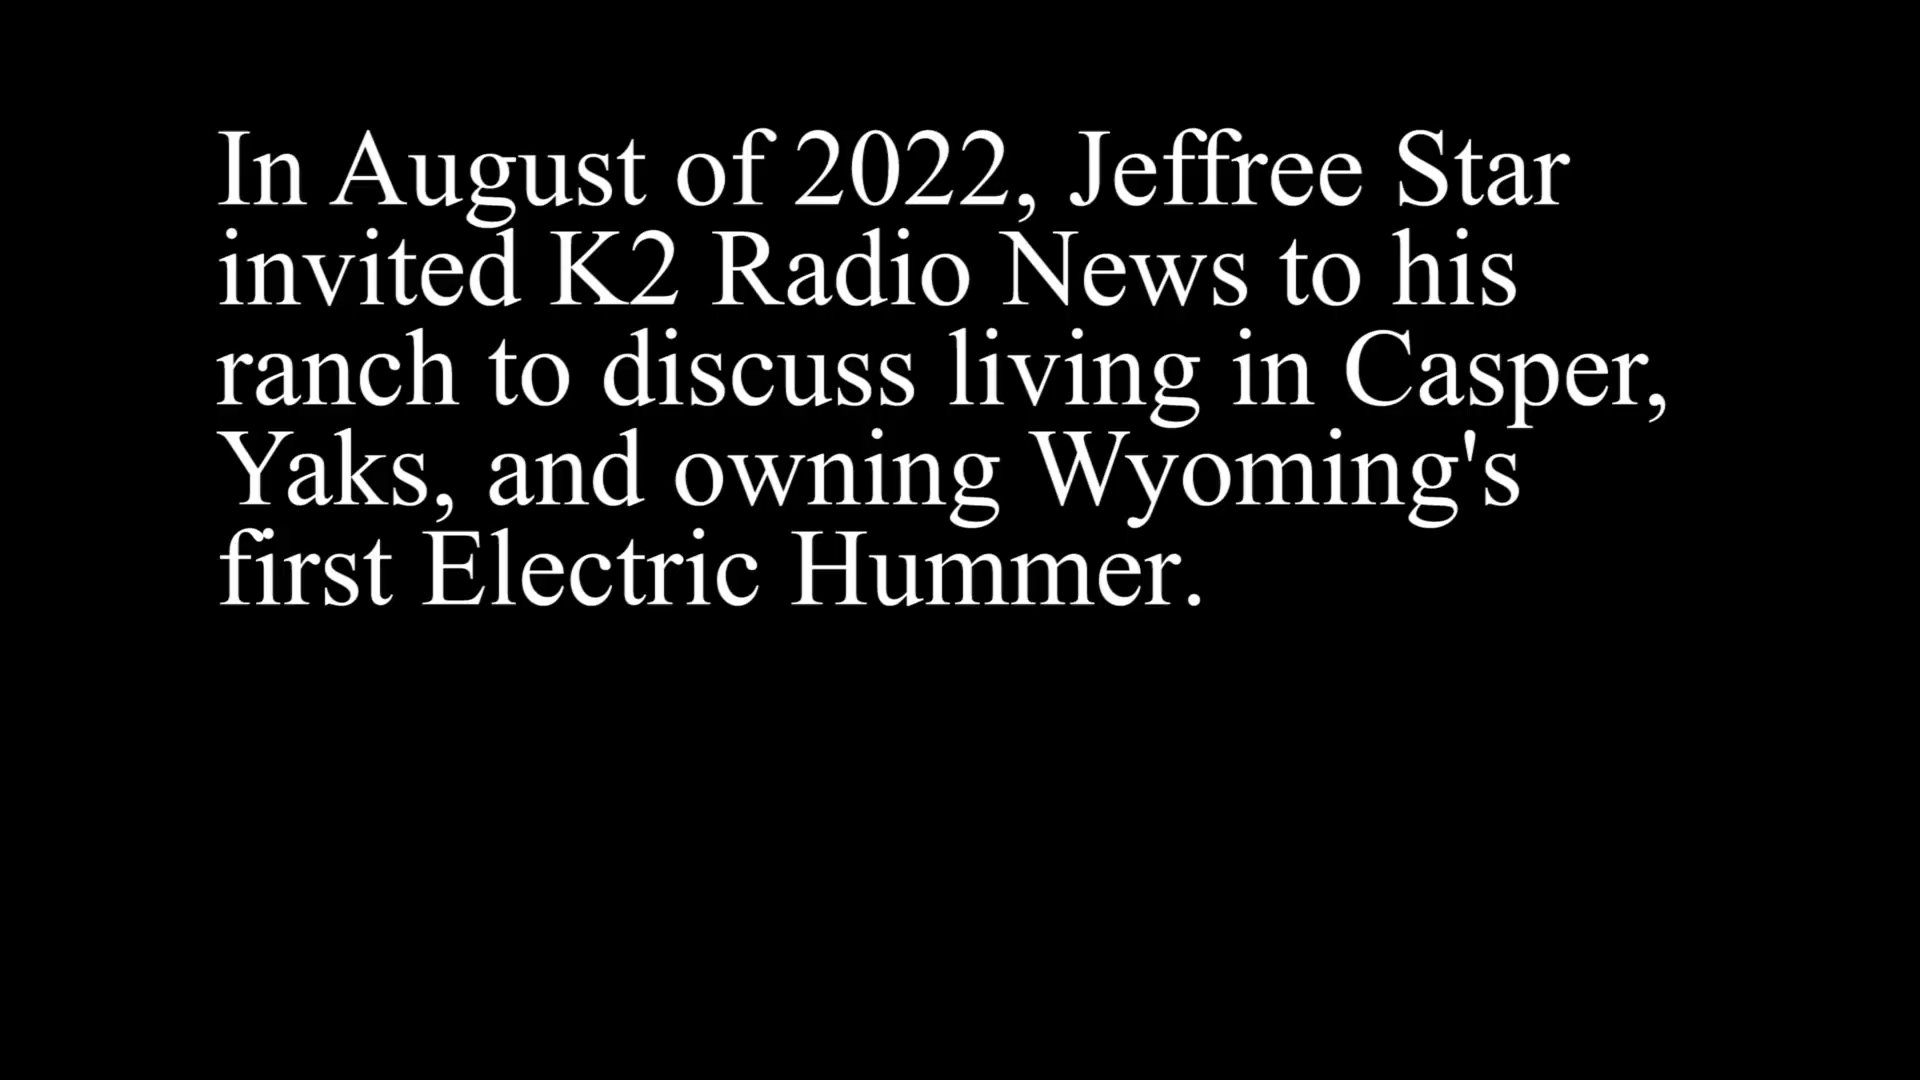 In August of 2022, Jeffree Star
invited K2 Radio News to his
ranch to discuss living in Casper,
Yaks, and owning Wyoming's
first Electric Hummer.